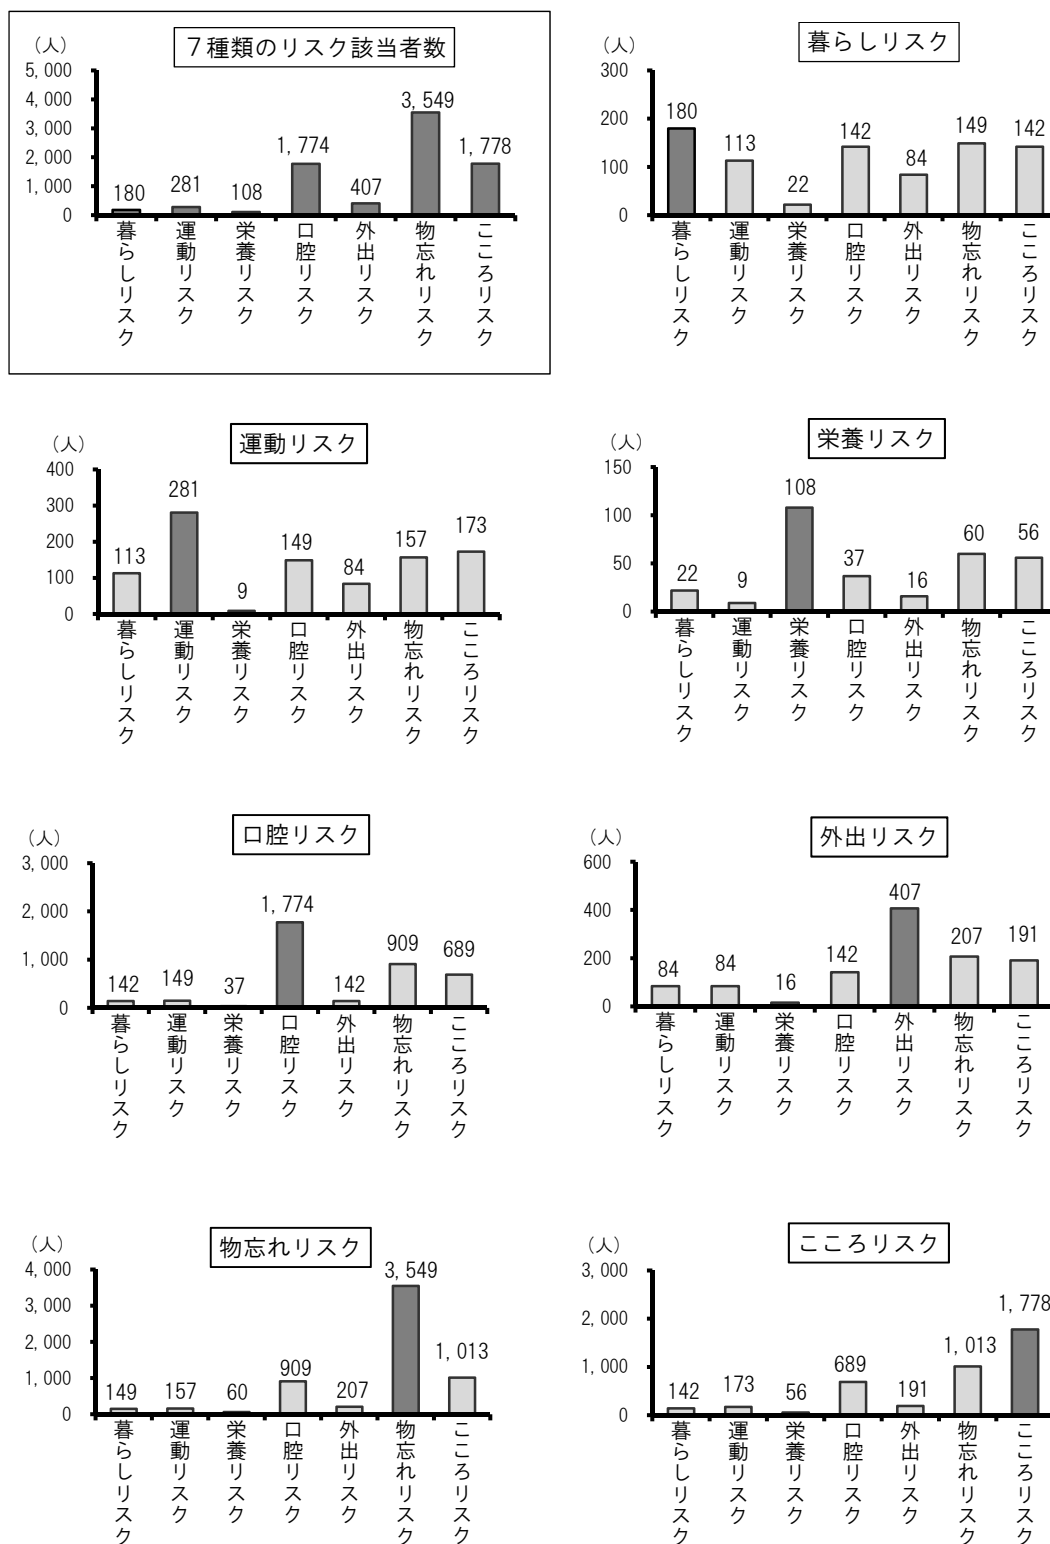 ７種類のリスク該当者数
（人）
5,000
4,000
3,000
2,000
1,000
0
180
281
108
1,774
407
3,549
1,778
暮らしリスク
運動リスク
栄養リスク
口腔リスク
外出リスク
物忘れリスク
こころリスク
暮らしリスク
（人）
300
200
100
0
180
113
22
142
84
149
142
暮らしリスク
運動リスク
栄養リスク
口腔リスク
外出リスク
物忘れリスク
こころリスク
運動リスク
（人）
400
300
200
100
0
113
281
9
149
84
157
173
暮らしリスク
運動リスク
栄養リスク
口腔リスク
外出リスク
物忘れリスク
こころリスク
栄養リスク
（人）
150
100
50
0
22
9
108
37
16
60
56
暮らしリスク
運動リスク
栄養リスク
口腔リスク
外出リスク
物忘れリスク
こころリスク
口腔リスク
（人）
3,000
2,000
1,000
0
142
149
37
1,774
142
909
689
暮らしリスク
運動リスク
栄養リスク
口腔リスク
外出リスク
物忘れリスク
こころリスク
外出リスク
（人）
600
400
200
0
84
84
16
142
407
207
191
暮らしリスク
運動リスク
栄養リスク
口腔リスク
外出リスク
物忘れリスク
こころリスク
物忘れリスク
（人）
4,000
3,000
2,000
1,000
0
149
157
60
909
207
3,549
1,013
暮らしリスク
運動リスク
栄養リスク
口腔リスク
外出リスク
物忘れリスク
こころリスク
こころリスク
（人）
3,000
2,000
1,000
0
142
173
56
689
191
1,013
1,778
暮らしリスク
運動リスク
栄養リスク
口腔リスク
外出リスク
物忘れリスク
こころリスク